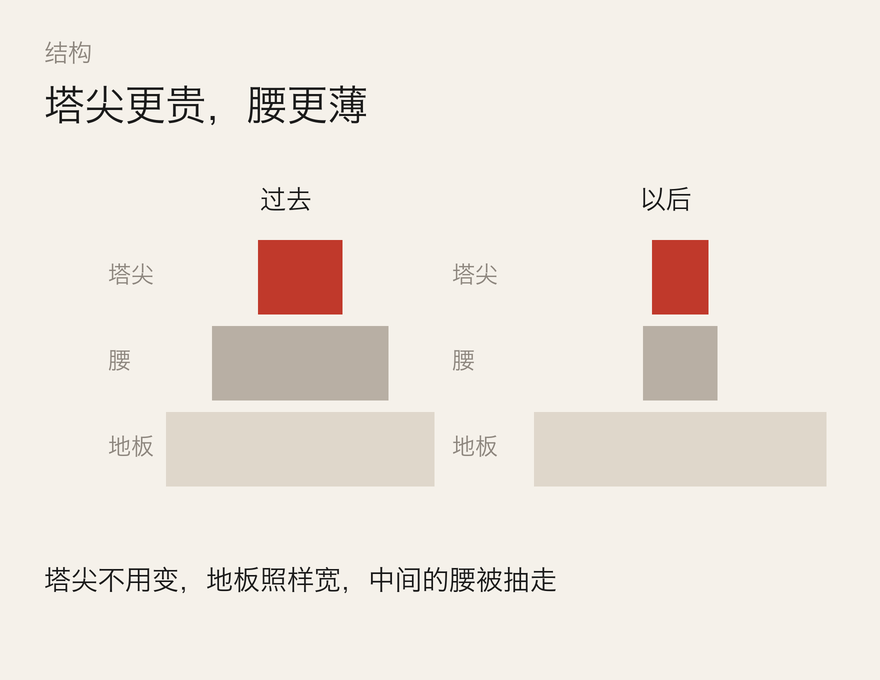 结构
塔尖更贵，腰更薄
过去
以后
塔尖
塔尖
腰
腰
地板
地板
塔尖不用变，地板照样宽，中间的腰被抽走